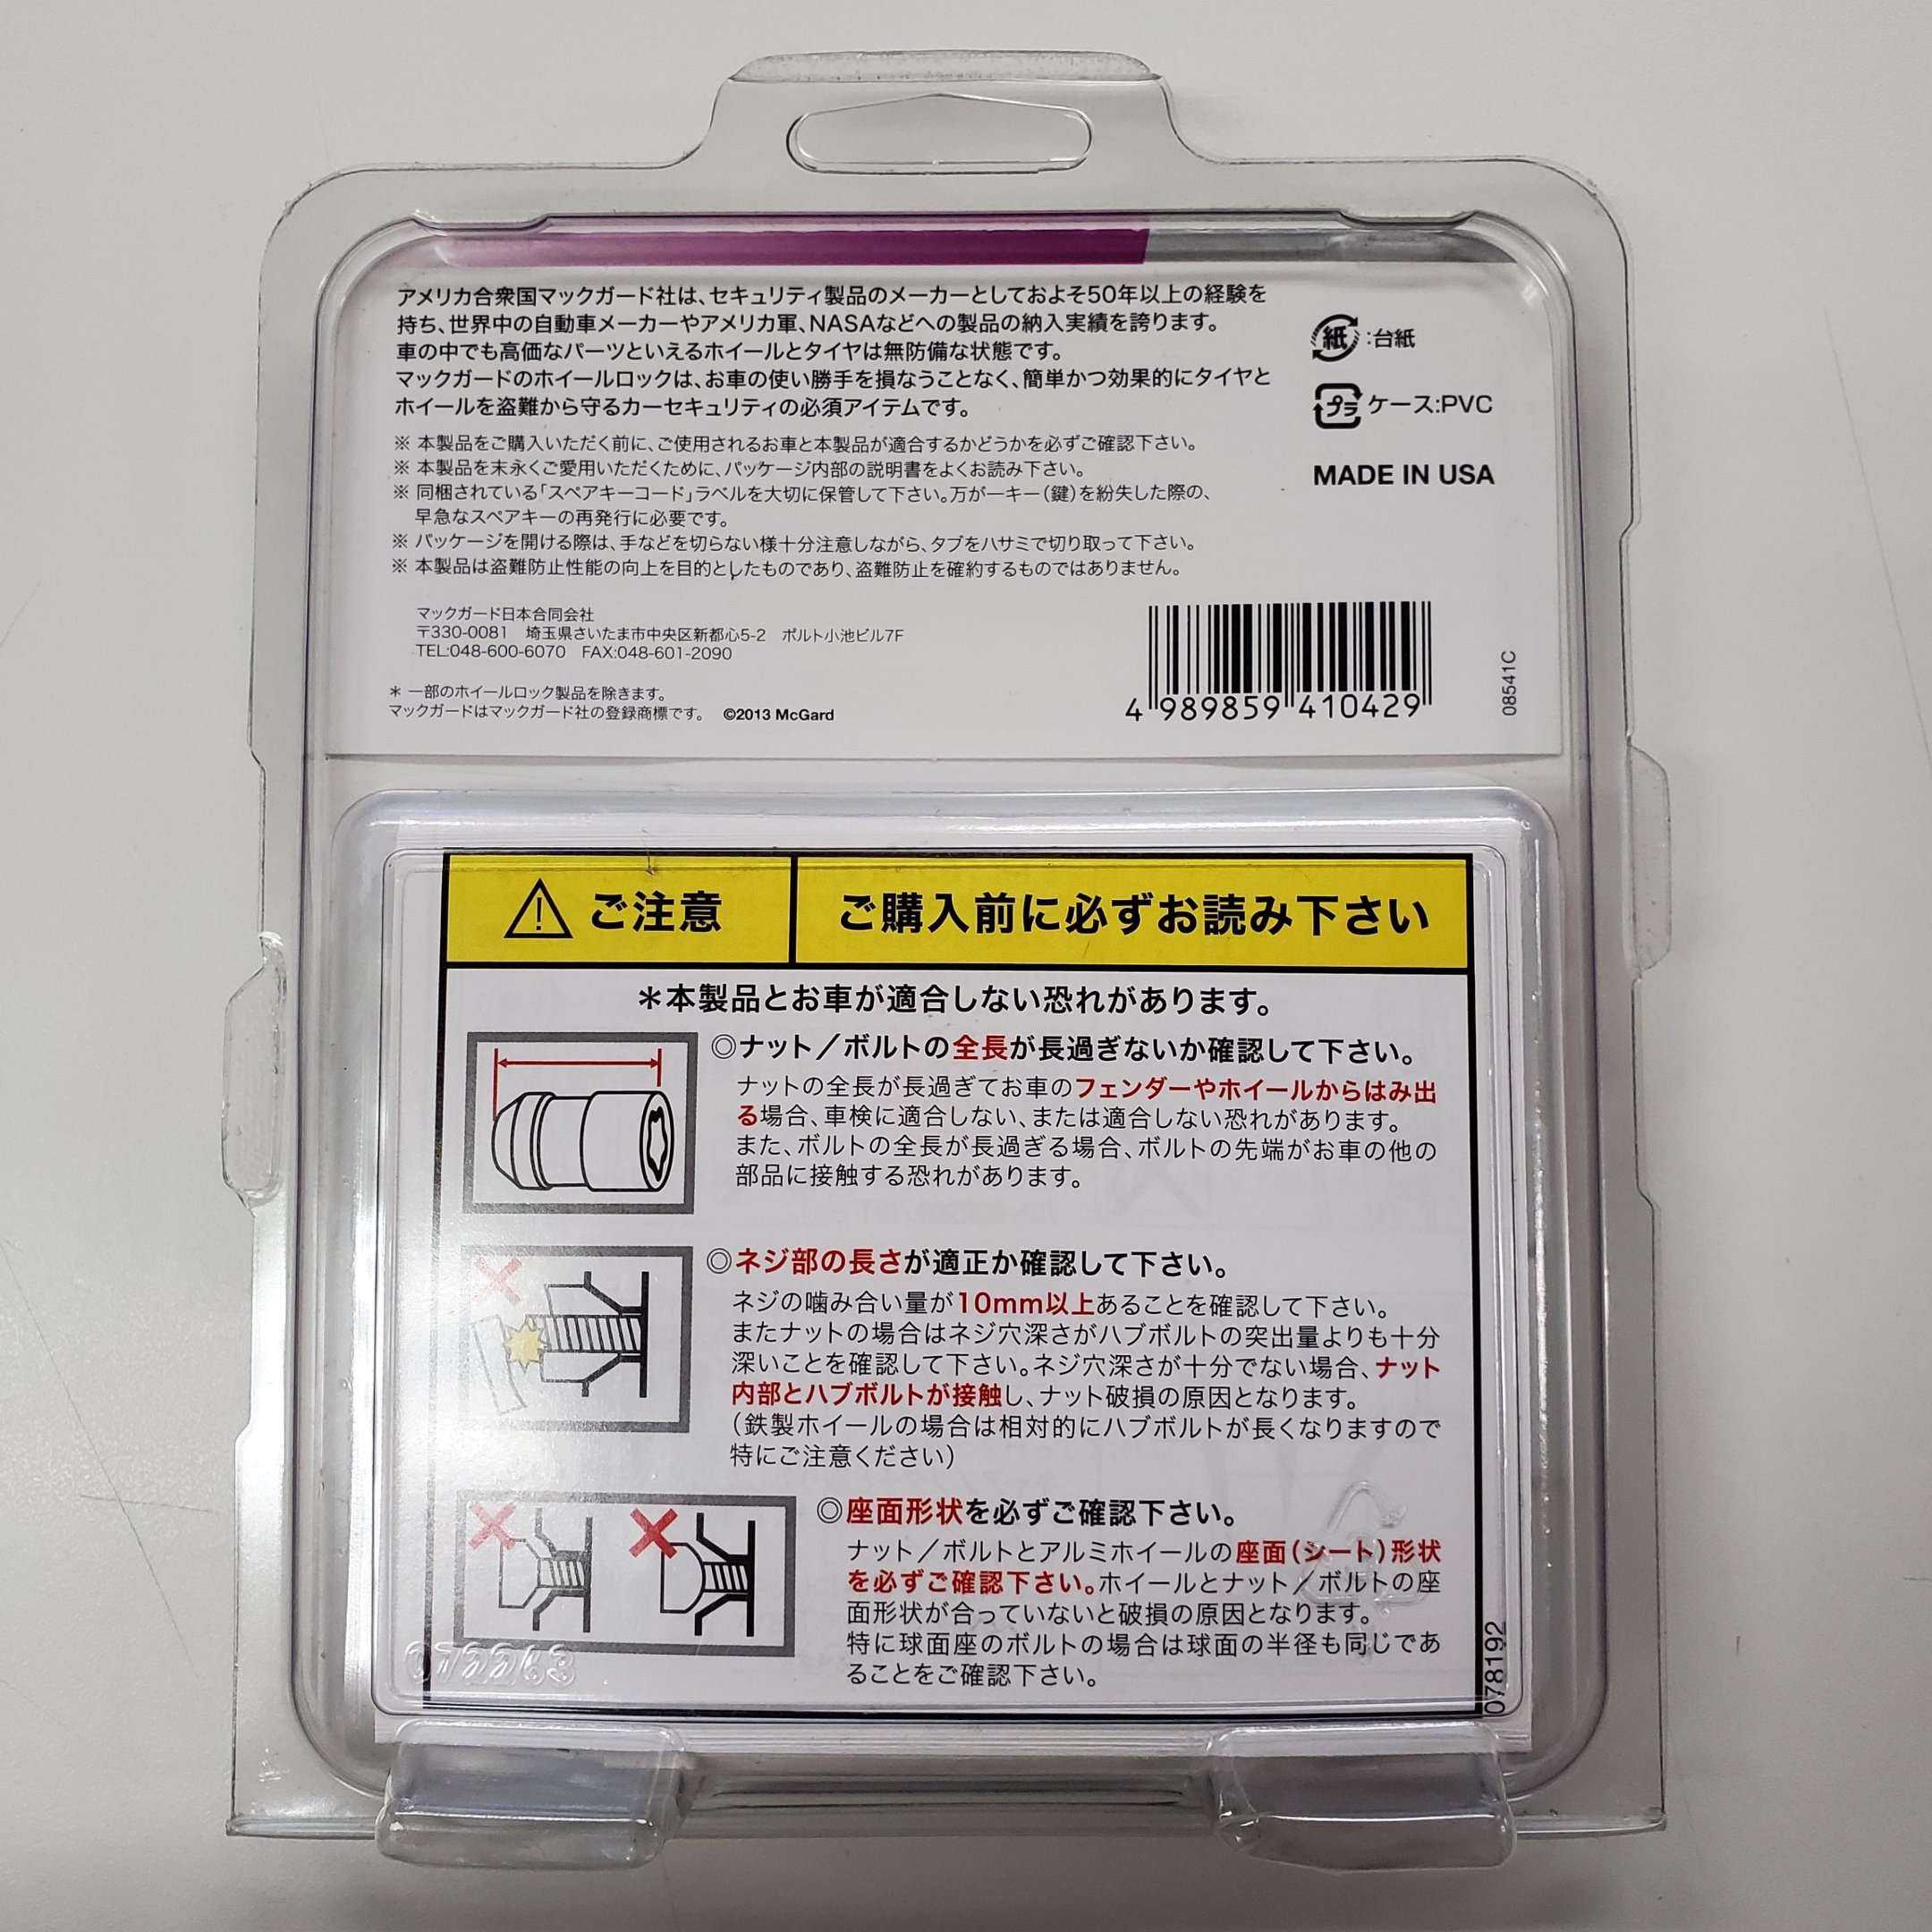 アメリカ合衆国マックガード社は、セキュリティ製品のメーカーとしておよそ50年以上の経験を
持ち、世界中の自動車メーカーやアメリカ軍、NASAなどへの製品の納入実績を誇ります。
車の中でも高価なパーツといえるホイールとタイヤは無防備な状態です。
マックガードのホイールロックは、お車の使い勝手を損なうことなく、簡単かつ効果的にタイヤと
ホイールを盗難から守るカーセキュリティの必須アイテムです。
※ 本製品をご購入いただく前に、ご使用されるお車と本製品が適合するかどうかを必ずご確認下さい。
※ 本製品を末永くご愛用いただくために、パッケージ内部の説明書をよくお読み下さい。
※ 同梱されている「スペアキーコード」ラベルを大切に保管して下さい。万が一キー(鍵)を紛失した際の、
早急なスペアキーの再発行に必要です。
※ パッケージを開ける際は、手などを切らない様十分注意しながら、タブをハサミで切り取って下さい。
※ 本製品は盗難防止性能の向上を目的としたものであり、盗難防止を確約するものではありません。
マックガード日本合同会社
〒330-0081 埼玉県さいたま市中央区新都心5-2 ポルト小池ビル7F
TEL:048-600-6070 FAX:048-601-2090
＊ 一部のホイールロック製品を除きます。
マックガードはマックガード社の登録商標です。 ©2013 McGard
紙:台紙
プラ ケース:PVC
MADE IN USA
4 989859 410429
08541C
⚠ ご注意 ご購入前に必ずお読み下さい
＊本製品とお車が適合しない恐れがあります。
◎ナット／ボルトの全長が長過ぎないか確認して下さい。
ナットの全長が長過ぎてお車のフェンダーやホイールからはみ出
る場合、車検に適合しない、または適合しない恐れがあります。
また、ボルトの全長が長過ぎる場合、ボルトの先端がお車の他の
部品に接触する恐れがあります。
◎ネジ部の長さが適正か確認して下さい。
ネジの噛み合い量が10mm以上あることを確認して下さい。
またナットの場合はネジ穴深さがハブボルトの突出量よりも十分
深いことを確認して下さい。ネジ穴深さが十分でない場合、ナット
内部とハブボルトが接触し、ナット破損の原因となります。
(鉄製ホイールの場合は相対的にハブボルトが長くなりますので
特にご注意ください)
◎座面形状を必ずご確認下さい。
ナット／ボルトとアルミホイールの座面(シート)形状
を必ずご確認下さい。ホイールとナット／ボルトの座
面形状が合っていないと破損の原因となります。
特に球面座のボルトの場合は球面の半径も同じであ
ることをご確認下さい。
078192